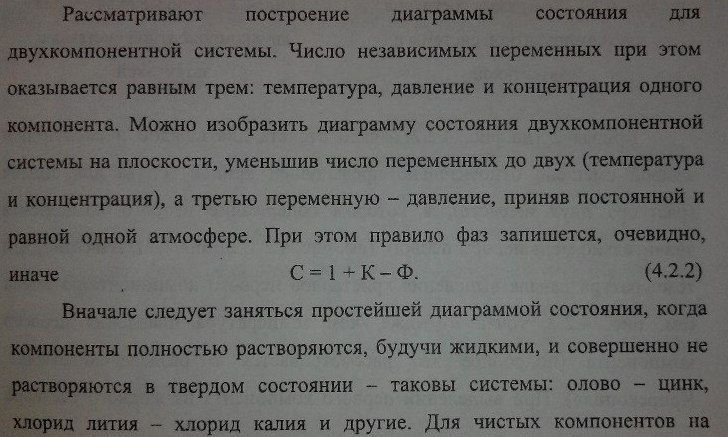 Рассматривают построение диаграммы состояния для
двухкомпонентной системы. Число независимых переменных при этом
оказывается равным трем: температура, давление и концентрация одного
компонента. Можно изобразить диаграмму состояния двухкомпонентной
системы на плоскости, уменьшив число переменных до двух (температура
и концентрация), а третью переменную – давление, приняв постоянной и
равной одной атмосфере. При этом правило фаз запишется, очевидно,
иначе С = 1 + К – Ф. (4.2.2)
Вначале следует заняться простейшей диаграммой состояния, когда
компоненты полностью растворяются, будучи жидкими, и совершенно не
растворяются в твердом состоянии – таковы системы: олово – цинк,
хлорид лития – хлорид калия и другие. Для чистых компонентов на